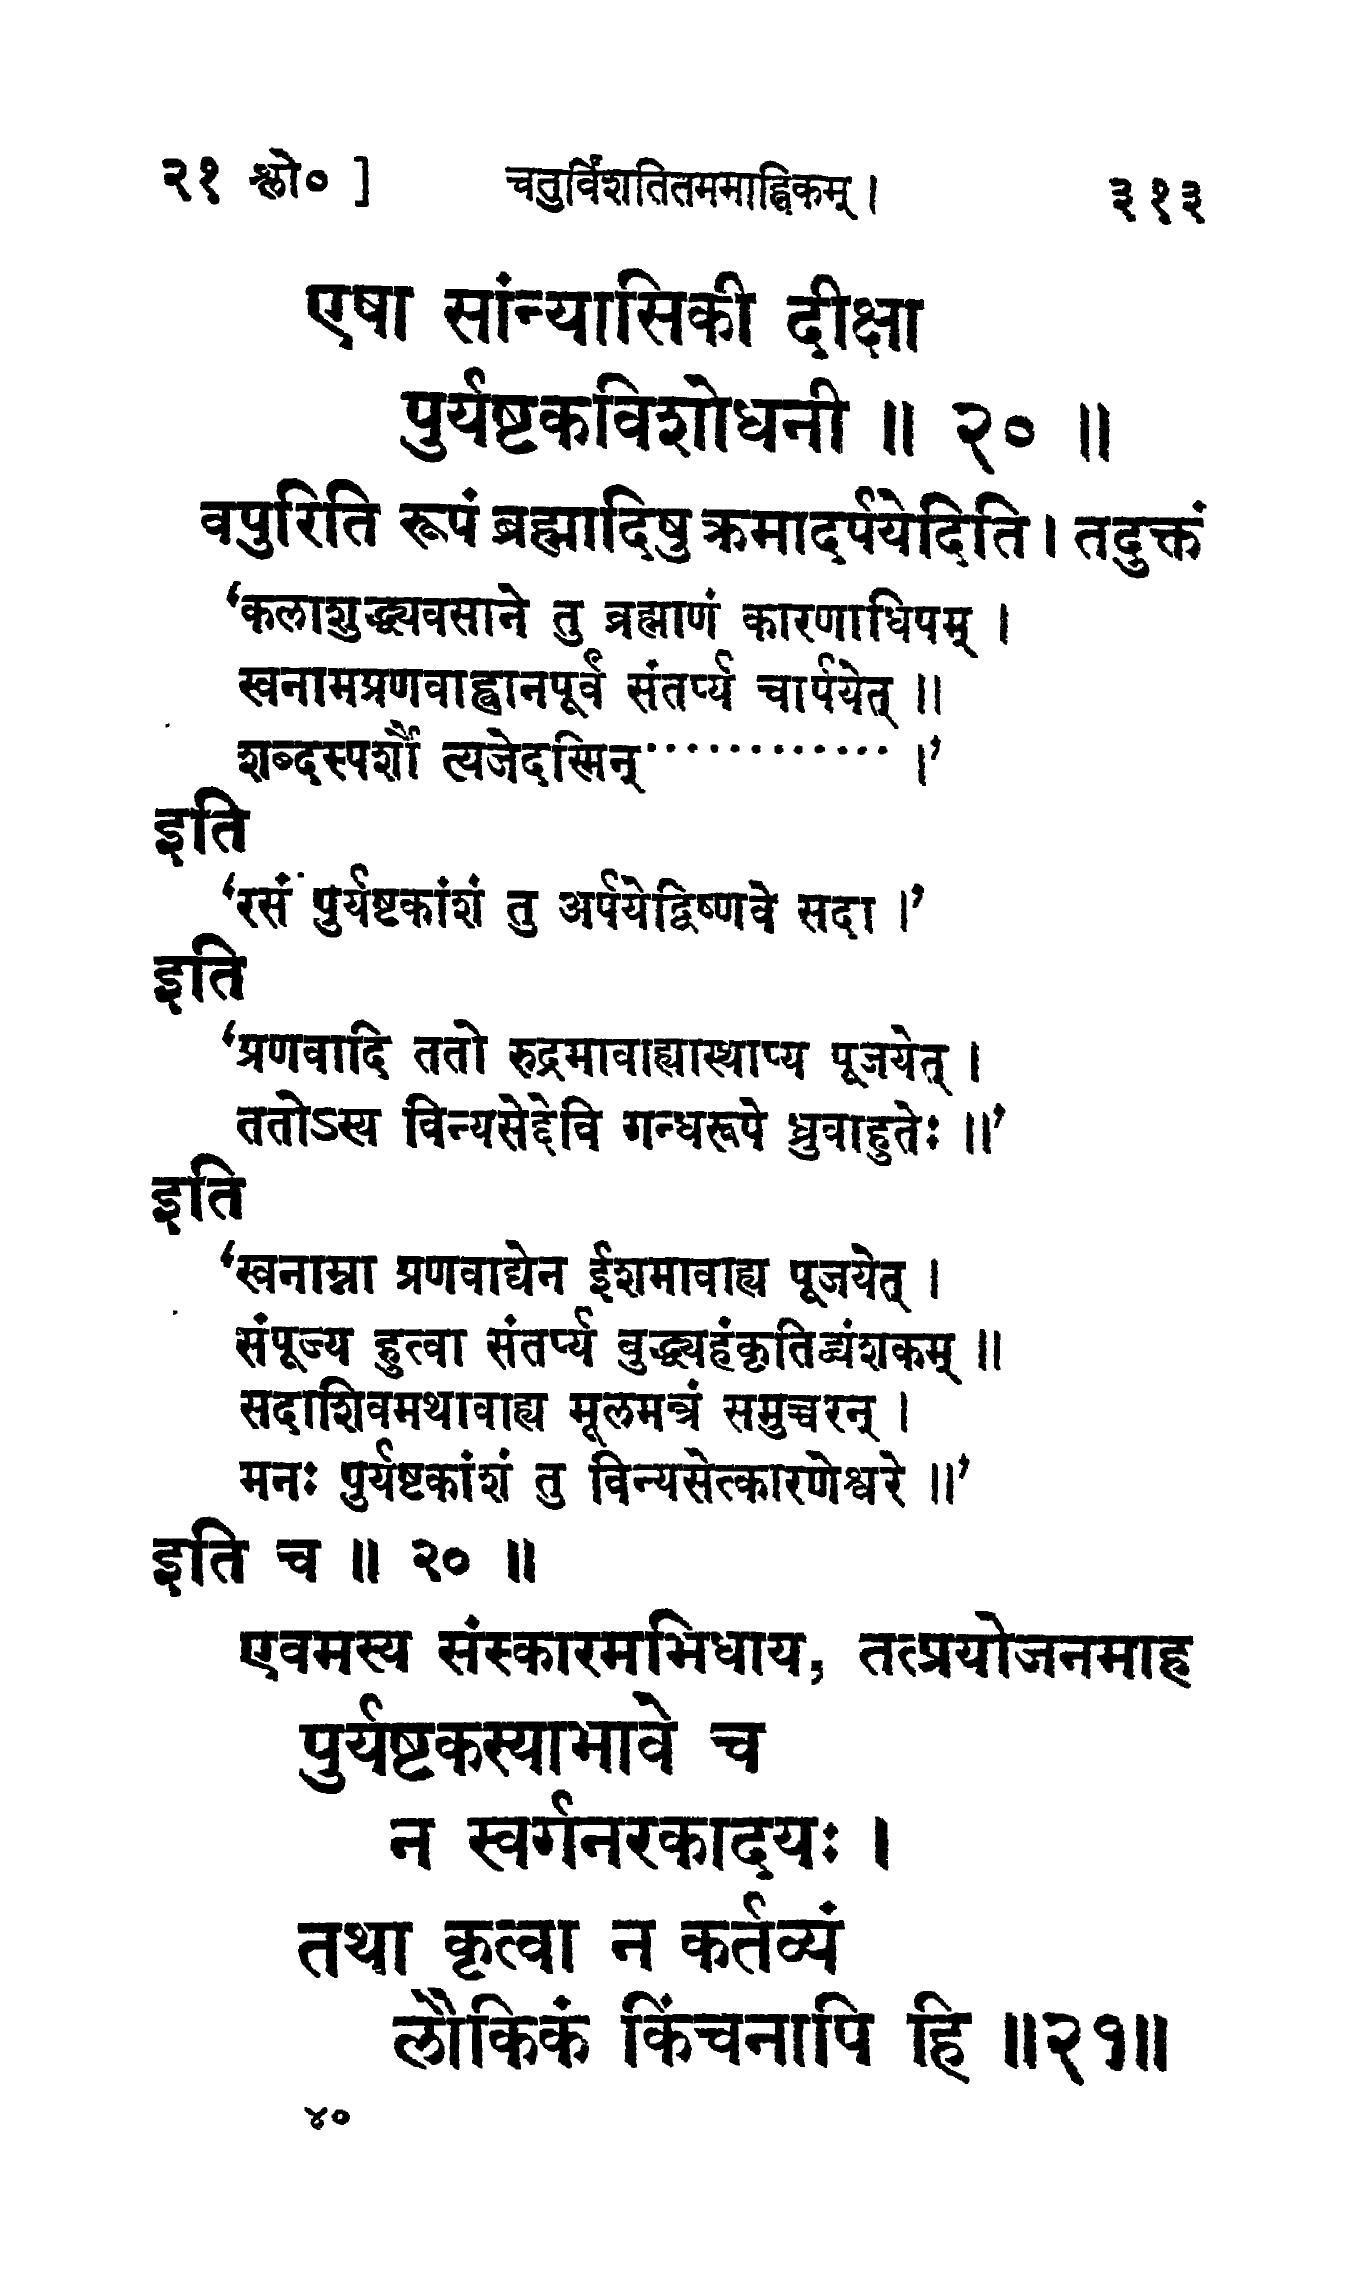 २१ श्लो० ] चतुर्विंशतितममाह्निकम् । ३१३
एषा सांन्यासिकी दीक्षा
पुर्यष्टकविशोधनी ॥ २० ॥
वपुरिति रूपं ब्रह्मादिषु क्रमादर्पयेदिति । तदुक्तं
‘कलाशुद्ध्यवसाने तु ब्रह्माणं कारणाधिपम् ।
स्वनामप्रणवाह्वानपूर्वं संतर्प्य चार्पयेत् ॥
शब्दस्पर्शौ त्यजेदस्मिन्············ ।’
इति
‘रसं पुर्यष्टकांशं तु अर्पयेद्विष्णवे सदा ।’
इति
‘प्रणवादि ततो रुद्रमावाह्यास्थाप्य पूजयेत् ।
ततोऽस्य विन्यसेद्देवि गन्धरूपे ध्रुवाहुतेः ॥’
इति
‘स्वनाम्ना प्रणवाद्येन ईशमावाह्य पूजयेत् ।
संपूज्य हुत्वा संतर्प्य बुद्ध्यहंकृतिद्व्यंशकम् ॥
सदाशिवमथावाह्य मूलमन्त्रं समुच्चरन् ।
मनः पुर्यष्टकांशं तु विन्यसेत्कारणेश्वरे ॥’
इति च ॥ २० ॥
एवमस्य संस्कारमभिधाय, तत्प्रयोजनमाह
पुर्यष्टकस्याभावे च
न स्वर्गनरकादयः ।
तथा कृत्वा न कर्तव्यं
लौकिकं किंचनापि हि ॥२१॥
४०